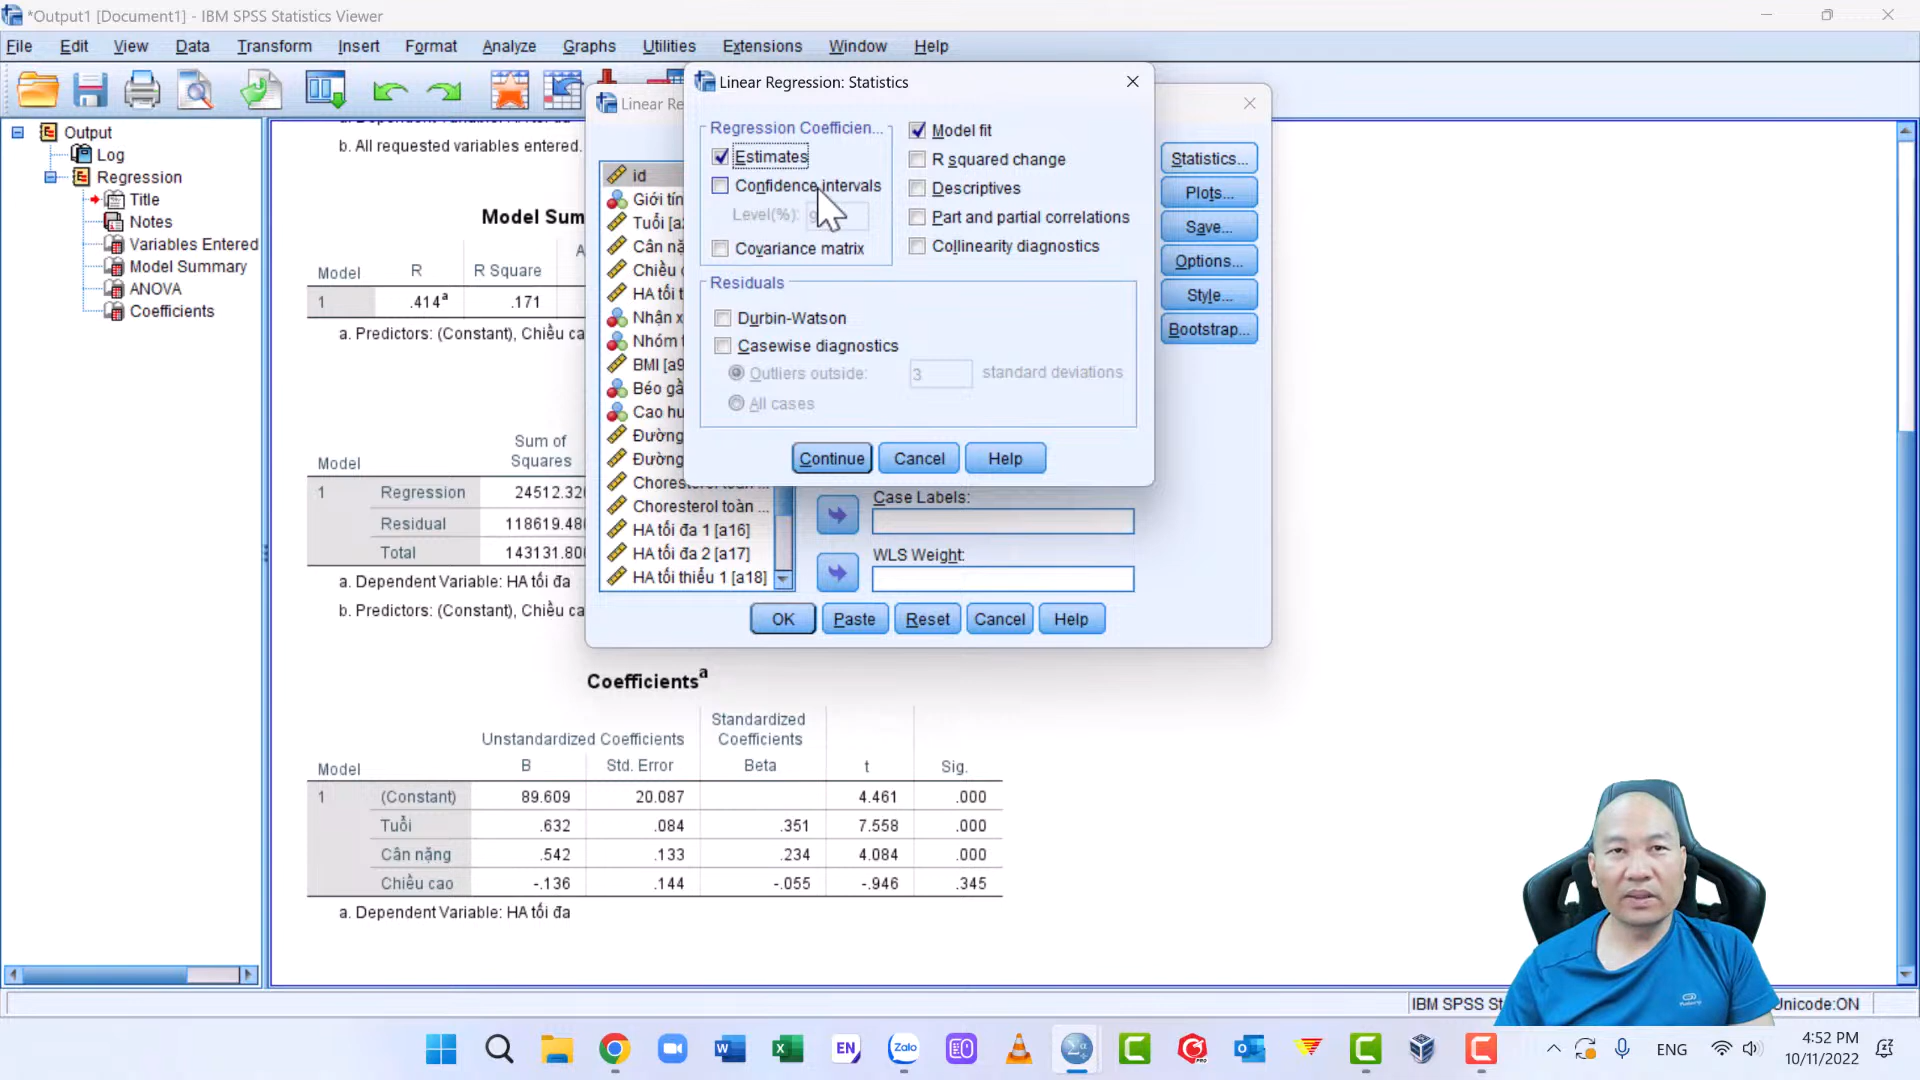 *Output1 [Document1] - IBM SPSS Statistics Viewer
File Edit View Data Transform Insert Format Analyze Graphs Utilities Extensions Window Help
Output
Log
Regression
Title
Notes
Variables Entered
Model Summary
ANOVA
Coefficients
b. All requested variables entered.
Model Sum
Model R R Square
1 .414a .171
a. Predictors: (Constant), Chiều ca
Model Sum of Squares
1 Regression 24512.320
Residual 118619.480
Total 143131.800
a. Dependent Variable: HA tối đa
b. Predictors: (Constant), Chiều ca
Coefficientsa
Unstandardized Coefficients Standardized Coefficients
Model B Std. Error Beta t Sig.
1 (Constant) 89.609 20.087 4.461 .000
Tuổi .632 .084 .351 7.558 .000
Cân nặng .542 .133 .234 4.084 .000
Chiều cao -.136 .144 -.055 -.946 .345
a. Dependent Variable: HA tối đa
Linear Re
id
Giới tín
Tuổi [a
Cân nặ
Chiều c
HA tối t
Nhận x
Nhóm t
BMI [a9
Béo gầ
Cao hu
Đường
Đường
Choresterol toàn ...
Choresterol toàn ...
HA tối đa 1 [a16]
HA tối đa 2 [a17]
HA tối thiểu 1 [a18]
Case Labels:
WLS Weight:
OK Paste Reset Cancel Help
Statistics...
Plots...
Save...
Options...
Style...
Bootstrap...
Linear Regression: Statistics
Regression Coefficien...
Estimates
Confidence intervals
Level(%):
Covariance matrix
Model fit
R squared change
Descriptives
Part and partial correlations
Collinearity diagnostics
Residuals
Durbin-Watson
Casewise diagnostics
Outliers outside: 3 standard deviations
All cases
Continue Cancel Help
IBM SPSS St
Unicode:ON
EN
Zalo
ENG
4:52 PM
10/11/2022